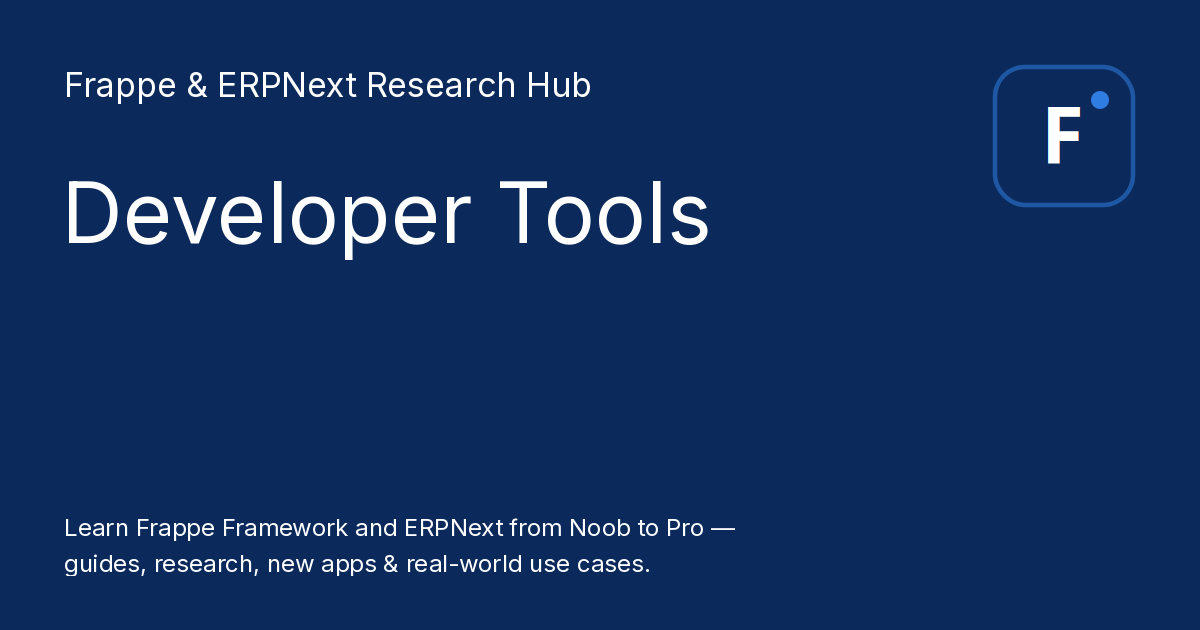 Frappe & ERPNext Research Hub
F
Developer Tools
Learn Frappe Framework and ERPNext from Noob to Pro —
guides, research, new apps & real-world use cases.